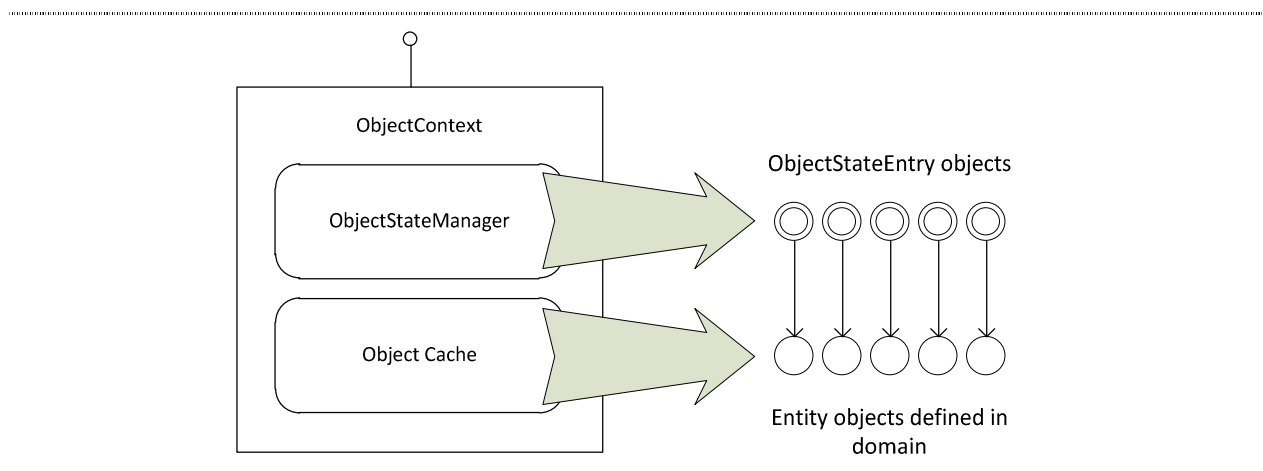 ObjectContext
ObjectStateEntry objects
ObjectStateManager
Object Cache
Entity objects defined in
domain